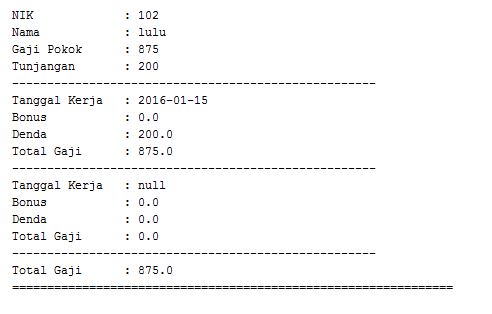 NIK : 102
Nama : lulu
Gaji Pokok : 875
Tunjangan : 200
----------------------------------------------------
Tanggal Kerja : 2016-01-15
Bonus : 0.0
Denda : 200.0
Total Gaji : 875.0
----------------------------------------------------
Tanggal Kerja : null
Bonus : 0.0
Denda : 0.0
Total Gaji : 0.0
----------------------------------------------------
Total Gaji : 875.0
===============================================================